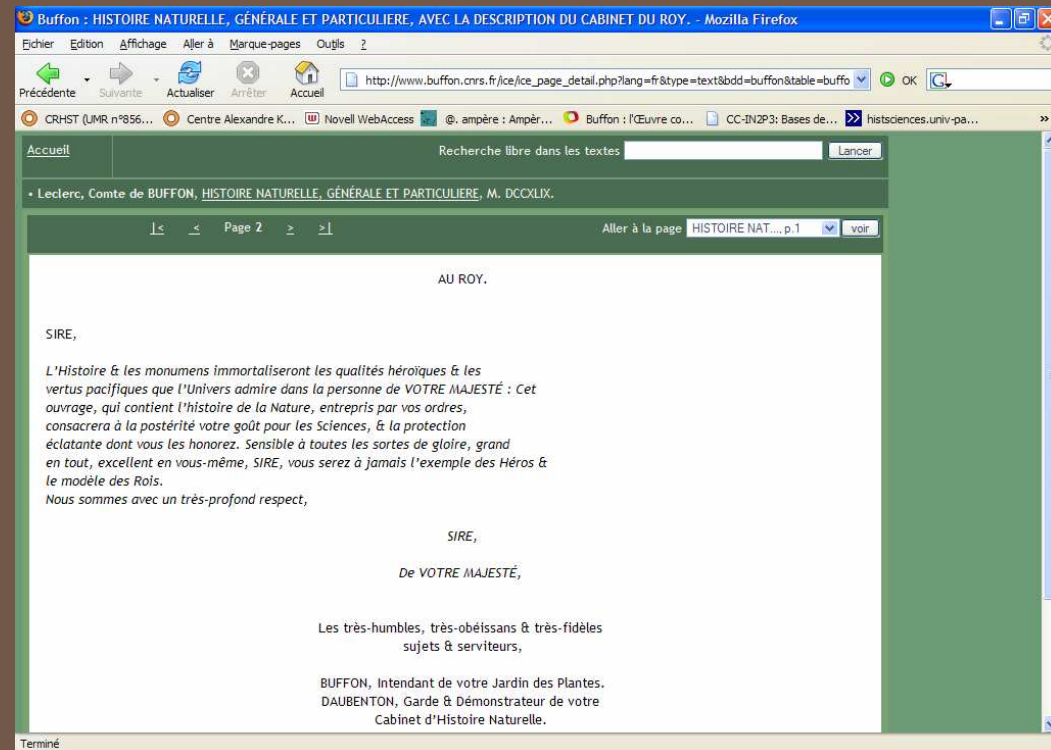 Buffon : HISTOIRE NATURELLE, GÉNÉRALE ET PARTICULIERE, AVEC LA DESCRIPTION DU CABINET DU ROY. - Mozilla Firefox
Fichier Edition Affichage Aller à Marque-pages Outils ?
http://www.buffon.cnrs.fr/ice/ice_page_detail.php?lang=fr&type=text&bdd=buffon&table=buffo OK G
Précédente Suivante Actualiser Arrêter Accueil
CRHST (UMR n°856... Centre Alexandre K... Novell WebAccess @. ampère : Ampèr... Buffon : l'Œuvre co... CC-IN2P3: Bases de... histsciences.univ-pa... »
Accueil Recherche libre dans les textes Lancer
• Leclerc, Comte de BUFFON, HISTOIRE NATURELLE, GÉNÉRALE ET PARTICULIERE, M. DCCXLIX.
|< < Page 2 > >| Aller à la page HISTOIRE NAT..., p.1 voir
AU ROY.
SIRE,
L'Histoire & les monumens immortaliseront les qualités héroïques & les
vertus pacifiques que l'Univers admire dans la personne de VOTRE MAJESTÉ : Cet
ouvrage, qui contient l'histoire de la Nature, entrepris par vos ordres,
consacrera à la postérité votre goût pour les Sciences, & la protection
éclatante dont vous les honorez. Sensible à toutes les sortes de gloire, grand
en tout, excellent en vous-même, SIRE, vous serez à jamais l'exemple des Héros &
le modèle des Rois.
Nous sommes avec un très-profond respect,
SIRE,
De VOTRE MAJESTÉ,
Les très-humbles, très-obéissans & très-fidèles
sujets & serviteurs,
BUFFON, Intendant de votre Jardin des Plantes.
DAUBENTON, Garde & Démonstrateur de votre
Cabinet d'Histoire Naturelle.
Terminé